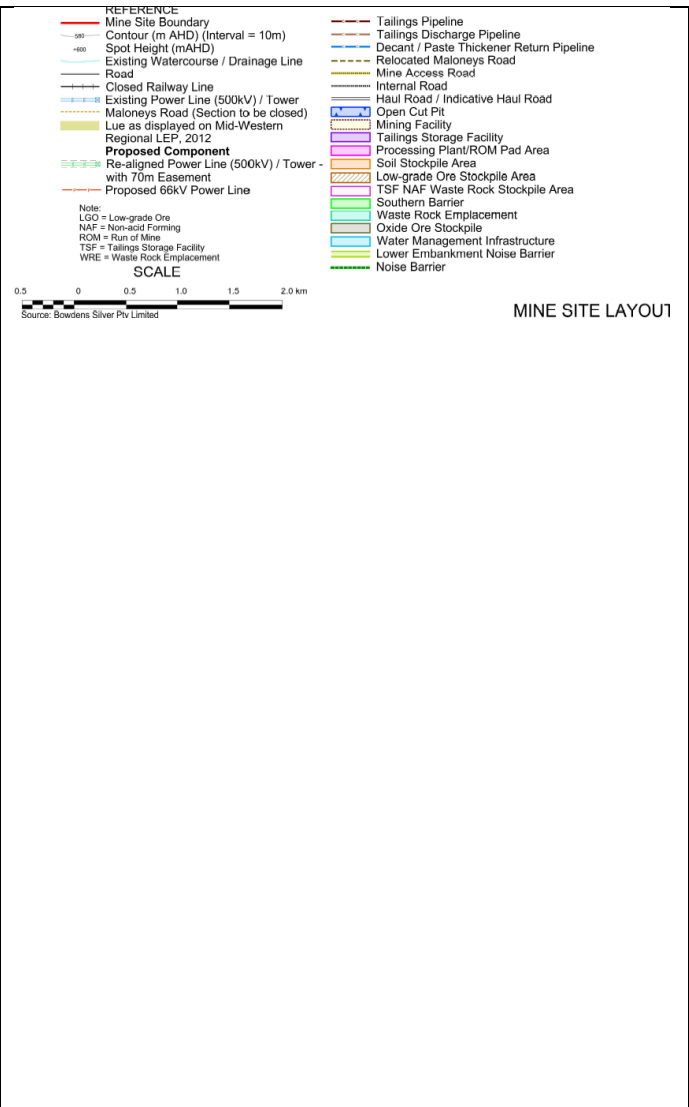 REFERENCE
Mine Site Boundary
580
Contour (m AHD) (Interval = 10m)
+600
Spot Height (mAHD)
Existing Watercourse / Drainage Line
Road
Closed Railway Line
Existing Power Line (500kV) / Tower
Maloneys Road (Section to be closed)
Lue as displayed on Mid-Western
Regional LEP, 2012
Proposed Component
Re-aligned Power Line (500kV) / Tower -
with 70m Easement
Proposed 66kV Power Line
Note:
LGO = Low-grade Ore
NAF = Non-acid Forming
ROM = Run of Mine
TSF = Tailings Storage Facility
WRE = Waste Rock Emplacement
SCALE
0.5 0 0.5 1.0 1.5 2.0 km
Source: Bowdens Silver Pty Limited
Tailings Pipeline
Tailings Discharge Pipeline
Decant / Paste Thickener Return Pipeline
Relocated Maloneys Road
Mine Access Road
Internal Road
Haul Road / Indicative Haul Road
Open Cut Pit
Mining Facility
Tailings Storage Facility
Processing Plant/ROM Pad Area
Soil Stockpile Area
Low-grade Ore Stockpile Area
TSF NAF Waste Rock Stockpile Area
Southern Barrier
Waste Rock Emplacement
Oxide Ore Stockpile
Water Management Infrastructure
Lower Embankment Noise Barrier
Noise Barrier
MINE SITE LAYOUT